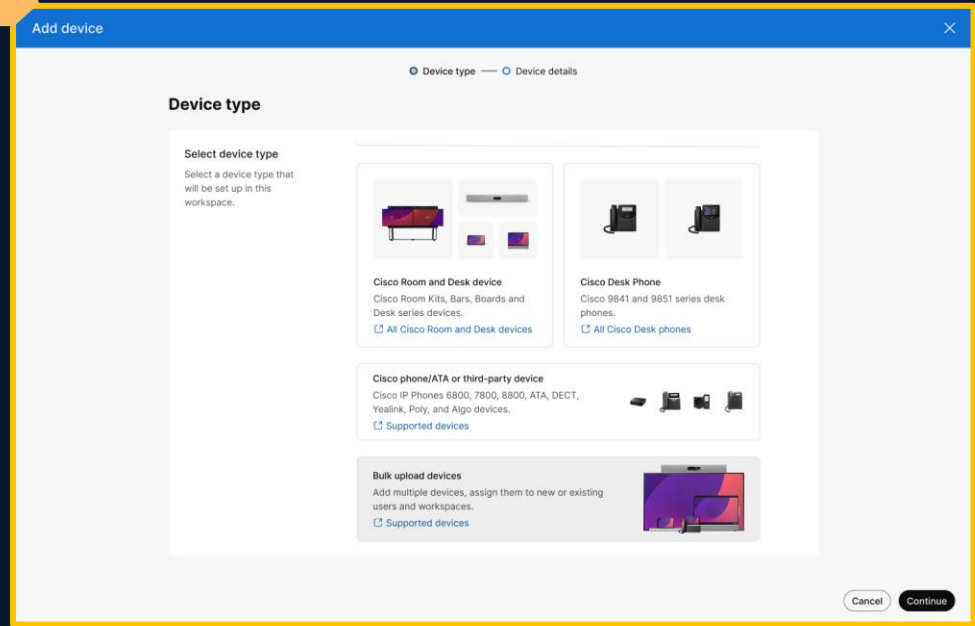 Add device
Device type
Device details
Device type
Select device type
Select a device type that
will be set up in this
workspace.
Cisco Room and Desk device
Cisco Room Kits, Bars, Boards and
Desk series devices.
All Cisco Room and Desk devices
Cisco Desk Phone
Cisco 9841 and 9851 series desk
phones.
All Cisco Desk phones
Cisco phone/ATA or third-party device
Cisco IP Phones 6800, 7800, 8800, ATA, DECT,
Yealink, Poly, and Algo devices.
Supported devices
Bulk upload devices
Add multiple devices, assign them to new or existing
users and workspaces.
Supported devices
Cancel
Continue